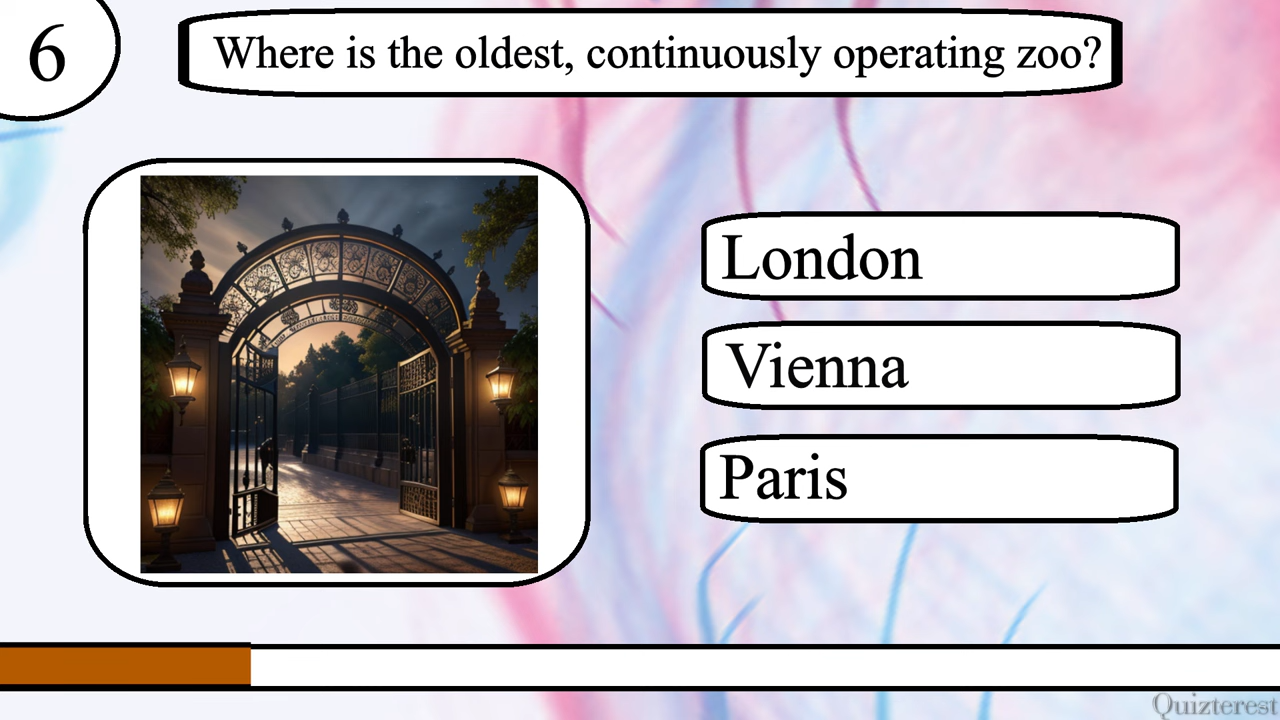 6
Where is the oldest, continuously operating zoo?
London
Vienna
Paris
Quizterest